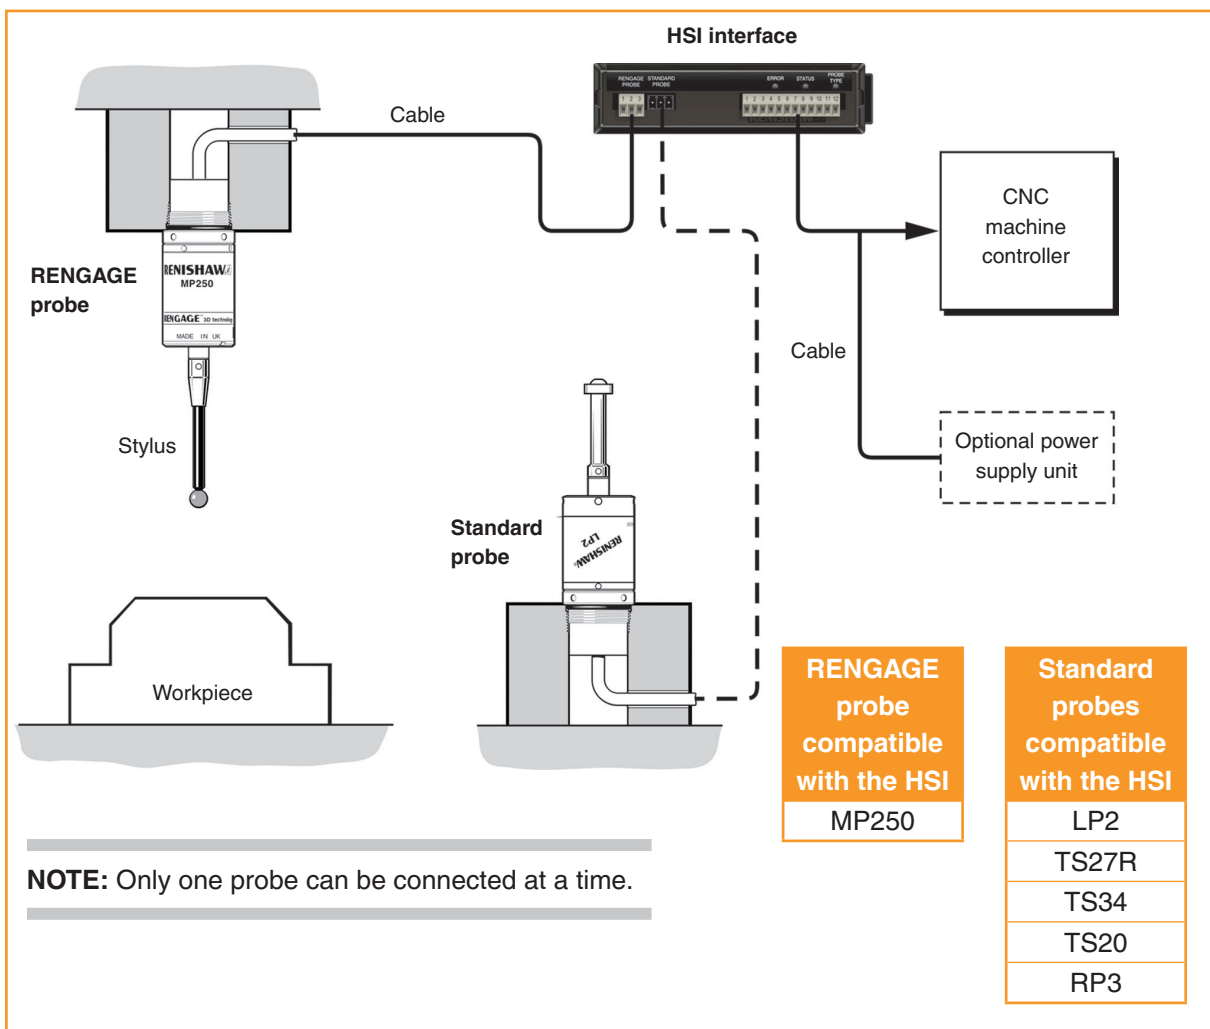 HSI interface
RENGAGE PROBE
STANDARD PROBE
ERROR
STATUS
PROBE TYPE
1 2 3
1 2 3 4 5 6 7 8 9 10 11 12
RENISHAW
Cable
CNC
machine
controller
RENGAGE
probe
RENISHAW
MP250
RENGAGE™ 3D technolog
MADE IN UK
Stylus
Cable
Optional power
supply unit
Standard
probe
RENISHAW®
LP2
Workpiece
RENGAGE
probe
compatible
with the HSI
MP250
Standard
probes
compatible
with the HSI
LP2
TS27R
TS34
TS20
RP3
NOTE: Only one probe can be connected at a time.